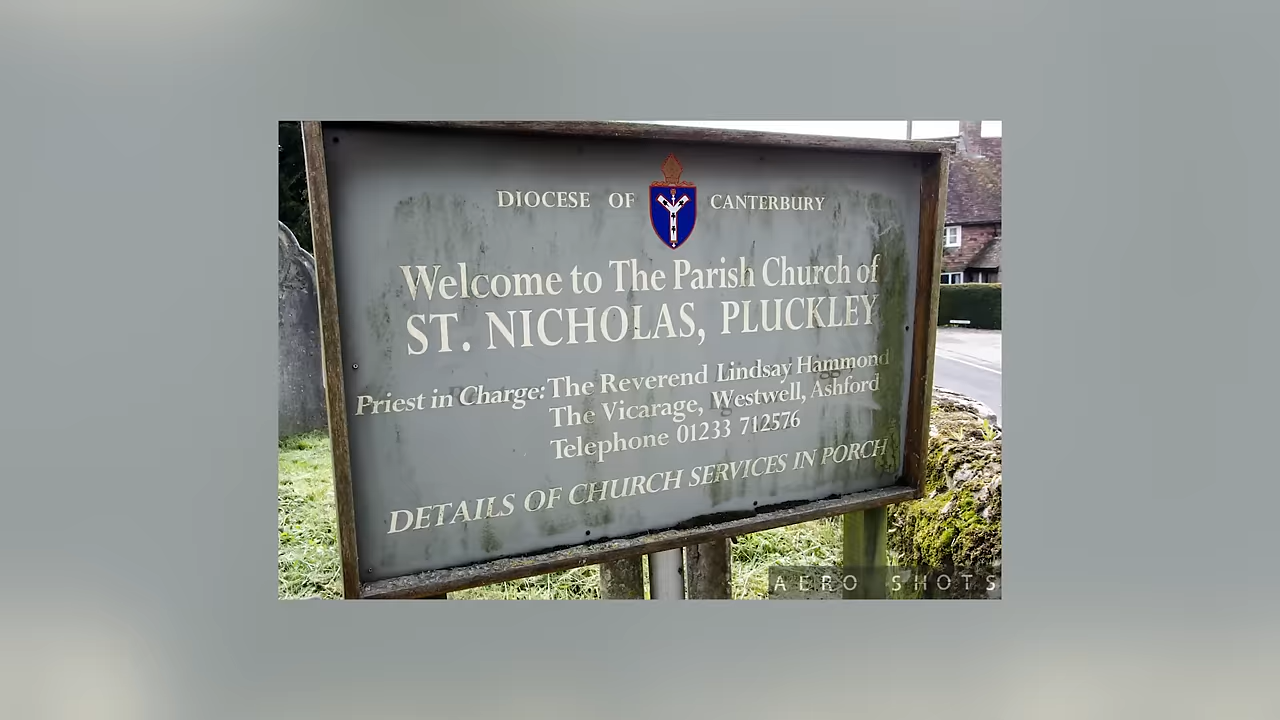 DIOCESE OF CANTERBURY
Welcome to The Parish Church of
ST. NICHOLAS, PLUCKLEY
Priest in Charge: The Reverend Lindsay Hammond
The Vicarage, Westwell, Ashford
Telephone 01233 712576
DETAILS OF CHURCH SERVICES IN PORCH
AERO SHOTS